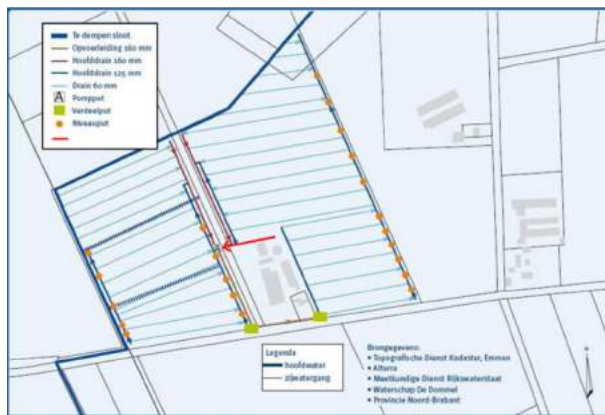 Te dempen sloot
Opvoerleiding 160 mm
Hoofddrain 160 mm
Hoofddrain 125 mm
Drain 60 mm
A Pompput
Verdeelput
Niveauput
Legenda
hoofdwater
zijwatergang
Brongegevens:
• Topografische Dienst Kadaster, Emmen
• Alterra
• Meetkundige Dienst Rijkswaterstaat
• Waterschap De Dommel
• Provincie Noord-Brabant